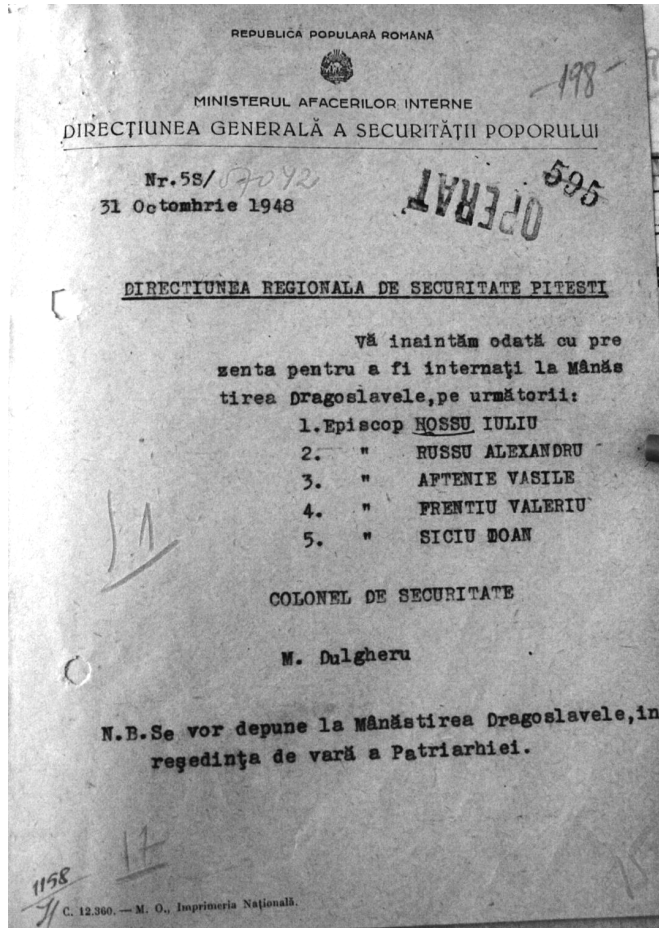 REPUBLICA POPULARĂ ROMÂNĂ
-198-
MINISTERUL AFACERILOR INTERNE
DIRECŢIUNEA GENERALĂ A SECURITĂŢII POPORULUI
Nr.5S/57042
595
31 Octombrie 1948
OPERAT
DIRECTIUNEA REGIONALA DE SECURITATE PITESTI
Vă inaintăm odată cu pre
zenta pentru a fi internaţi la Mânăs
tirea Dragoslavele,pe următorii:
1.Episcop HOSSU IULIU
2. " RUSSU ALEXANDRU
3. " AFTENIE VASILE
4. " FRENTIU VALERIU
5. " SICIU DOAN
COLONEL DE SECURITATE
M. Dulgheru
N.B.Se vor depune la Mânăstirea Dragoslavele,in
reşedinţa de vară a Patriarhiei.
17
1158
C. 12.360. — M. O., Imprimeria Naţională.